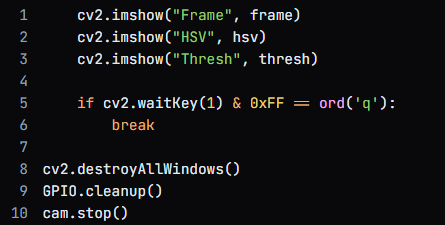 1 cv2.imshow("Frame", frame)
2 cv2.imshow("HSV", hsv)
3 cv2.imshow("Thresh", thresh)
4
5 if cv2.waitKey(1) & 0xFF == ord('q'):
6 break
7
8 cv2.destroyAllWindows()
9 GPIO.cleanup()
10 cam.stop()